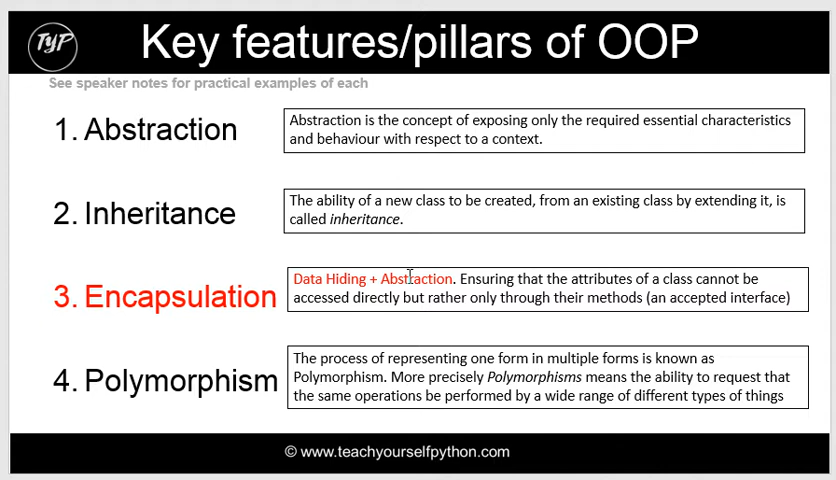 TyP
Key features/pillars of OOP
See speaker notes for practical examples of each
1. Abstraction
Abstraction is the concept of exposing only the required essential characteristics
and behaviour with respect to a context.
2. Inheritance
The ability of a new class to be created, from an existing class by extending it, is
called inheritance.
3. Encapsulation
Data Hiding + Abstraction. Ensuring that the attributes of a class cannot be
accessed directly but rather only through their methods (an accepted interface)
4. Polymorphism
The process of representing one form in multiple forms is known as
Polymorphism. More precisely Polymorphisms means the ability to request that
the same operations be performed by a wide range of different types of things
© www.teachyourselfpython.com